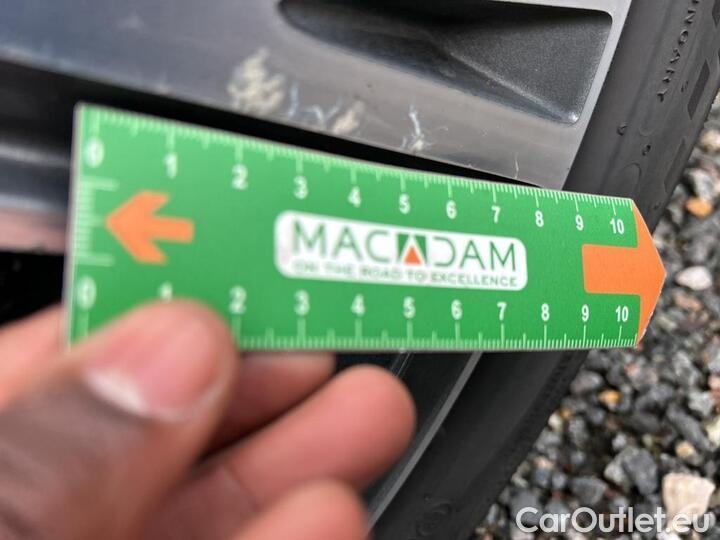 0 1 2 3 4 5 6 7 8 9 10
MACADAM
ON THE ROAD TO EXCELLENCE
0 1 2 3 4 5 6 7 8 9 10
CarOutlet.eu